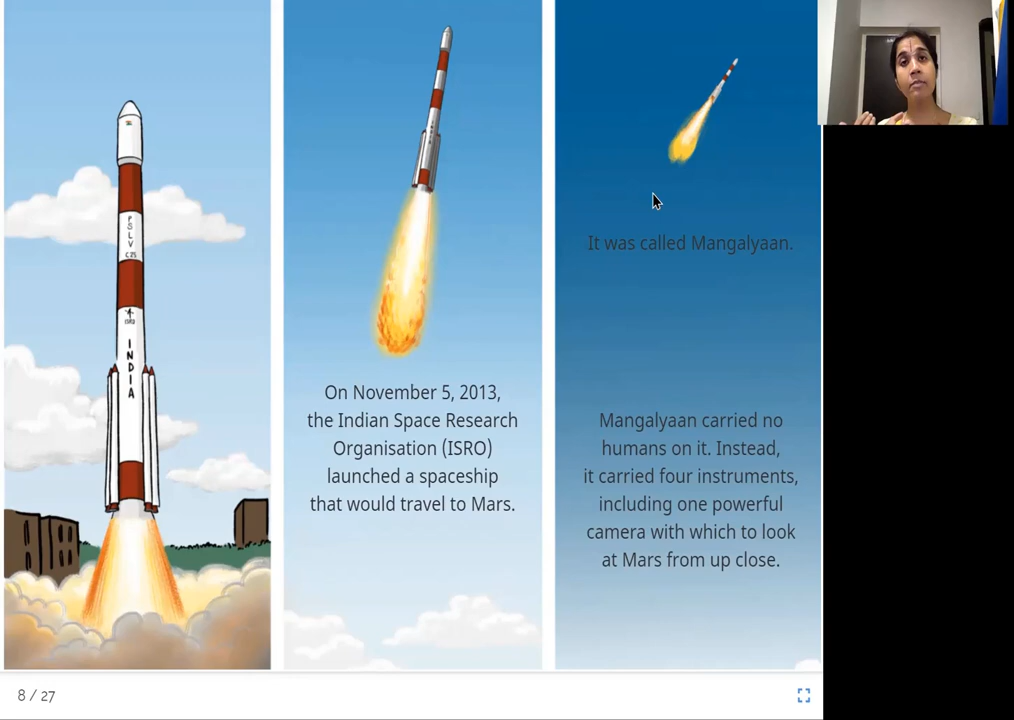 PSLV
C25
ISRO
INDIA
On November 5, 2013,
the Indian Space Research
Organisation (ISRO)
launched a spaceship
that would travel to Mars.
It was called Mangalyaan.
Mangalyaan carried no
humans on it. Instead,
it carried four instruments,
including one powerful
camera with which to look
at Mars from up close.
8 / 27